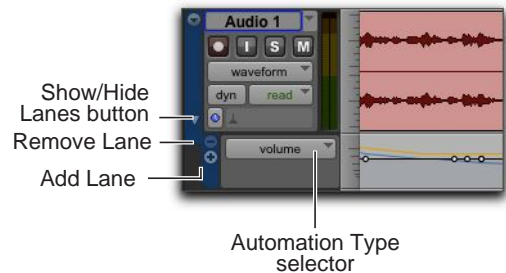 Audio 1
I S M
waveform
dyn read
volume
Show/Hide
Lanes button
Remove Lane
Add Lane
Automation Type
selector